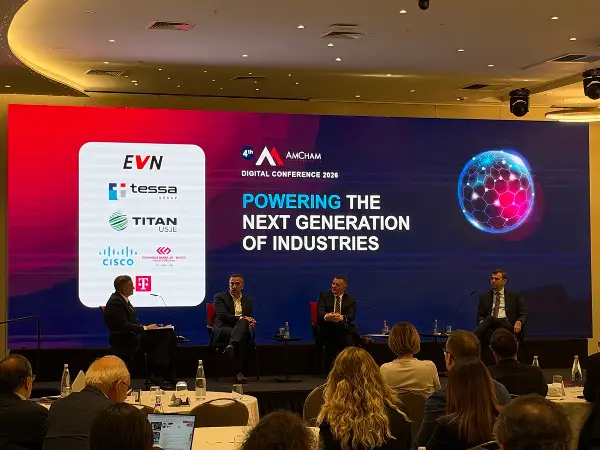 EVN
tessa
GROUP
TITAN
USJE
CISCO
T
4th
AMCHAM
DIGITAL CONFERENCE 2026
POWERING THE
NEXT GENERATION
OF INDUSTRIES